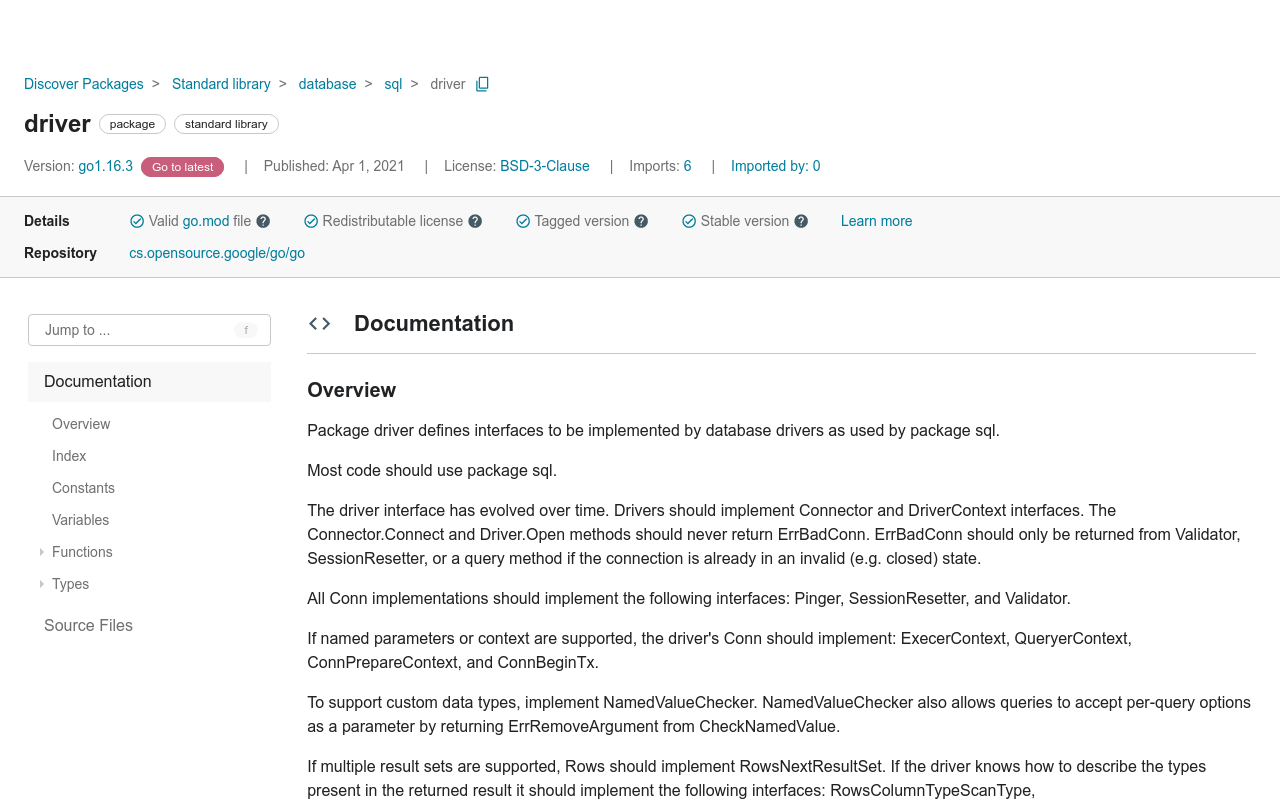 Discover Packages > Standard library > database > sql > driver
driver package standard library
Version: go1.16.3 Go to latest | Published: Apr 1, 2021 | License: BSD-3-Clause | Imports: 6 | Imported by: 0
Details Valid go.mod file ? Redistributable license ? Tagged version ? Stable version ? Learn more
Repository cs.opensource.google/go/go
Jump to ... f
Documentation
Overview
Index
Constants
Variables
Functions
Types
Source Files
<> Documentation
Overview
Package driver defines interfaces to be implemented by database drivers as used by package sql.
Most code should use package sql.
The driver interface has evolved over time. Drivers should implement Connector and DriverContext interfaces. The
Connector.Connect and Driver.Open methods should never return ErrBadConn. ErrBadConn should only be returned from Validator,
SessionResetter, or a query method if the connection is already in an invalid (e.g. closed) state.
All Conn implementations should implement the following interfaces: Pinger, SessionResetter, and Validator.
If named parameters or context are supported, the driver's Conn should implement: ExecerContext, QueryerContext,
ConnPrepareContext, and ConnBeginTx.
To support custom data types, implement NamedValueChecker. NamedValueChecker also allows queries to accept per-query options
as a parameter by returning ErrRemoveArgument from CheckNamedValue.
If multiple result sets are supported, Rows should implement RowsNextResultSet. If the driver knows how to describe the types
present in the returned result it should implement the following interfaces: RowsColumnTypeScanType,